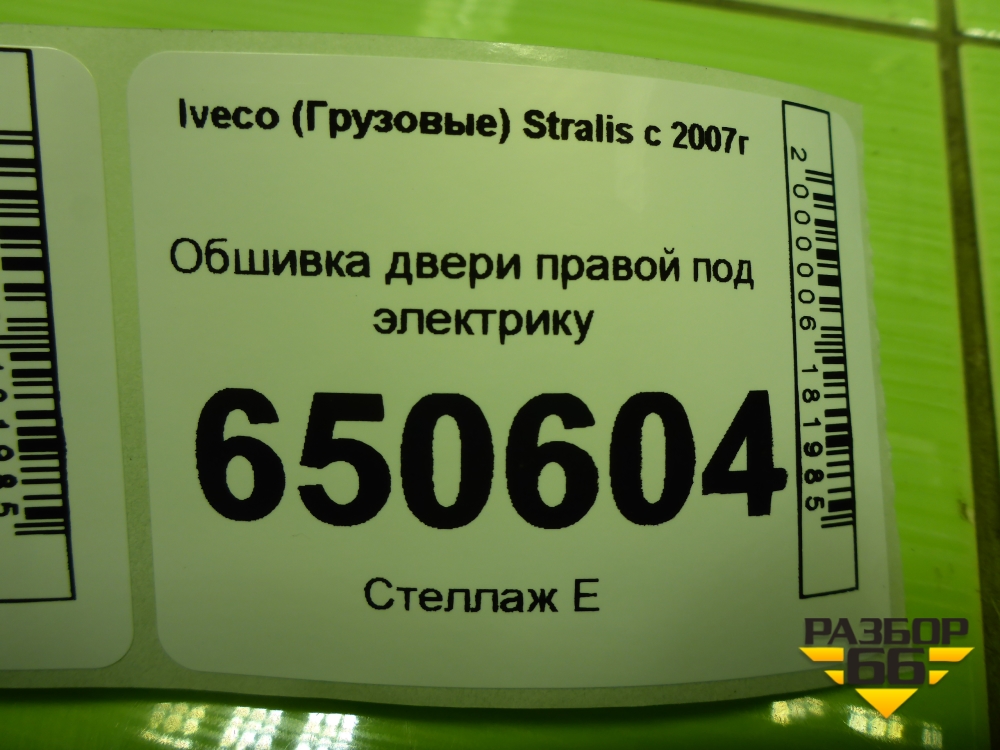 Iveco (Грузовые) Stralis с 2007г
Обшивка двери правой под
электрику
650604
Стеллаж Е
2000006181985
РАЗБОР
66